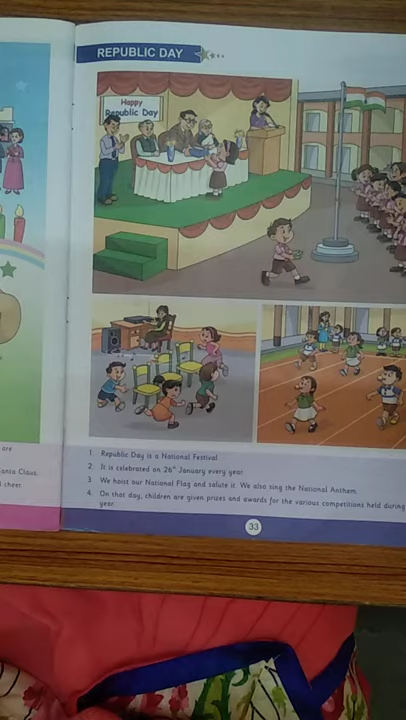 REPUBLIC DAY
Happy
Republic Day
are
Santa Claus.
cheer.
1. Republic Day is a National Festival.
2. It is celebrated on 26th January every year.
3. We hoist our National Flag and salute it. We also sing the National Anthem.
4. On that day, children are given prizes and awards for the various competitions held during
year.
33